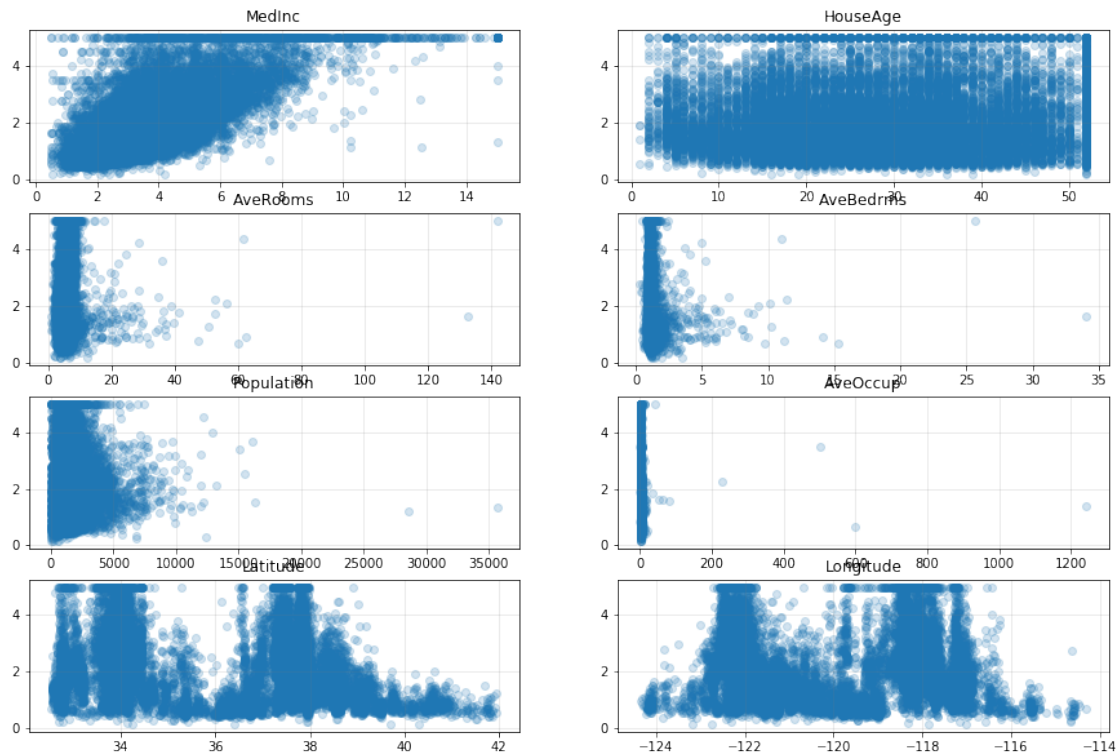 MedInc HouseAge
4 4
2 2
0 0
0 2 4 6 8 10 12 14 0 10 20 30 40 50
AveRooms AveBedrms
4 4
2 2
0 0
0 20 40 60 80 100 120 140 0 5 10 15 20 25 30 35
Population AveOccup
4 4
2 2
0 0
0 5000 10000 15000 20000 25000 30000 35000 0 200 400 600 800 1000 1200
Latitude Longitude
4 4
2 2
0 0
34 36 38 40 42 −124 −122 −120 −118 −116 −114